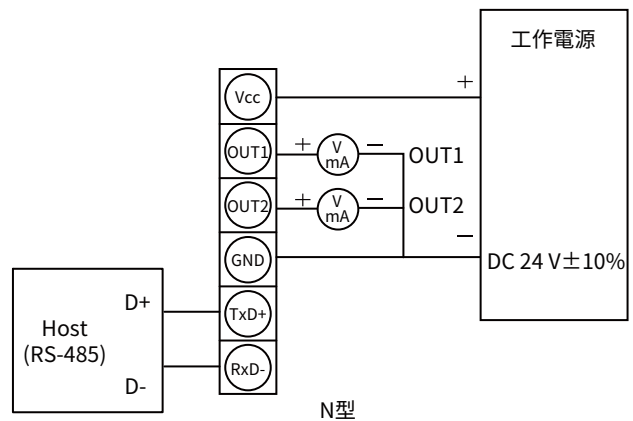 工作電源
+
Vcc
OUT1
+
V
mA
−
OUT1
OUT2
+
V
mA
−
OUT2
−
GND
DC 24 V±10%
D+
TxD+
Host
(RS-485)
D-
RxD-
N型